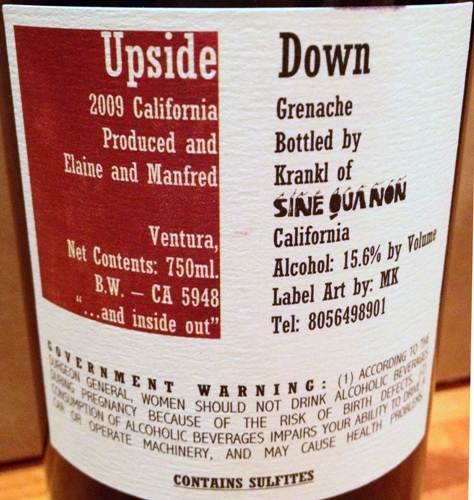 Upside Down
2009 California Grenache
Produced and Bottled by
Elaine and Manfred Krankl of
SINE QUA NON
Ventura, California
Net Contents: 750ml. Alcohol: 15.6% by Volume
B.W. – CA 5948 Label Art by: MK
“...and inside out” Tel: 8056498901
GOVERNMENT WARNING: (1) ACCORDING TO THE
SURGEON GENERAL, WOMEN SHOULD NOT DRINK ALCOHOLIC BEVERAGES
DURING PREGNANCY BECAUSE OF THE RISK OF BIRTH DEFECTS. (2)
CONSUMPTION OF ALCOHOLIC BEVERAGES IMPAIRS YOUR ABILITY TO DRIVE A
CAR OR OPERATE MACHINERY, AND MAY CAUSE HEALTH PROBLEMS.
CONTAINS SULFITES